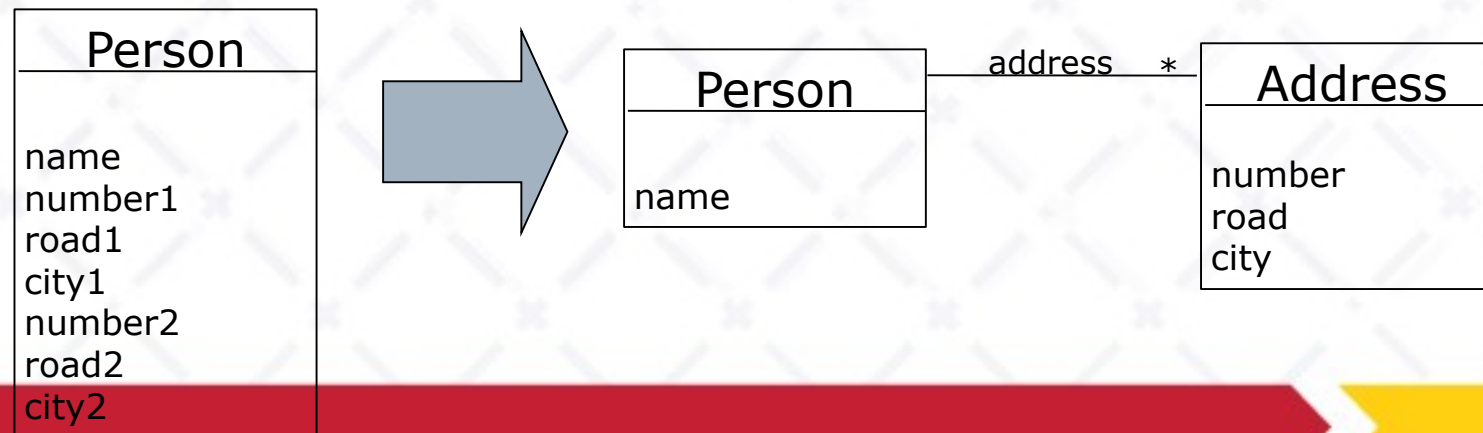 Person
name
number1
road1
city1
number2
road2
city2
Person
name
address *
Address
number
road
city